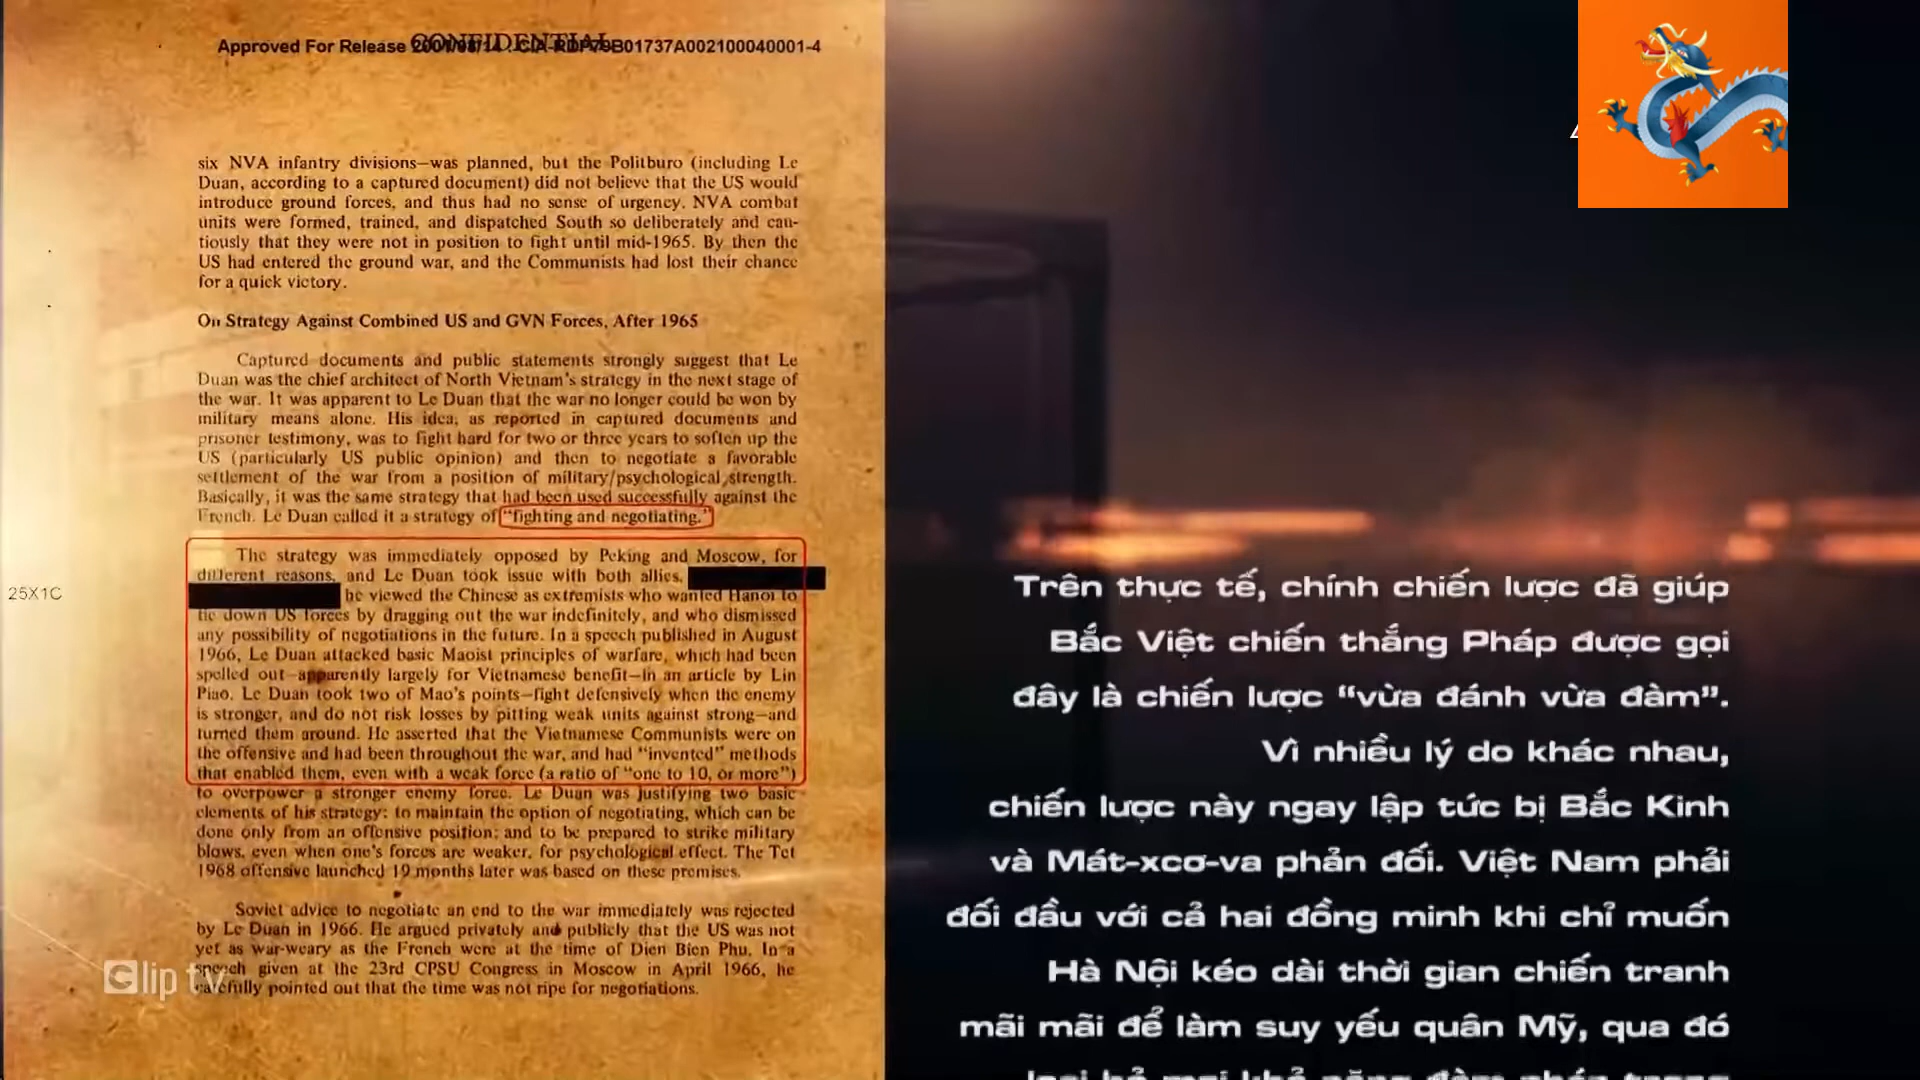 Approved For Release 2001/08/14 : CIA-RDP79B01737A002100040001-4
CONFIDENTIAL
six NVA infantry divisions—was planned, but the Politburo (including Le
Duan, according to a captured document) did not believe that the US would
introduce ground forces, and thus had no sense of urgency. NVA combat
units were formed, trained, and dispatched South so deliberately and cau-
tiously that they were not in position to fight until mid-1965. By then the
US had entered the ground war, and the Communists had lost their chance
for a quick victory.
On Strategy Against Combined US and GVN Forces, After 1965
Captured documents and public statements strongly suggest that Le
Duan was the chief architect of North Vietnam's strategy in the next stage of
the war. It was apparent to Le Duan that the war no longer could be won by
military means alone. His idea, as reported in captured documents and
prisoner testimony, was to fight hard for two or three years to soften up the
US (particularly US public opinion) and then to negotiate a favorable
settlement of the war from a position of military/psychological strength.
Basically, it was the same strategy that had been used successfully against the
French. Le Duan called it a strategy of "fighting and negotiating."
The strategy was immediately opposed by Peking and Moscow, for
different reasons, and Le Duan took issue with both allies.
25X1C
he viewed the Chinese as extremists who wanted Hanoi to
tie down US forces by dragging out the war indefinitely, and who dismissed
any possibility of negotiations in the future. In a speech published in August
1966, Le Duan attacked basic Maoist principles of warfare, which had been
spelled out—apparently largely for Vietnamese benefit—in an article by Lin
Piao. Le Duan took two of Mao's points—fight defensively when the enemy
is stronger, and do not risk losses by pitting weak units against strong—and
turned them around. He asserted that the Vietnamese Communists were on
the offensive and had been throughout the war, and had "invented" methods
that enabled them, even with a weak force (a ratio of "one to 10, or more")
to overpower a stronger enemy force. Le Duan was justifying two basic
elements of his strategy: to maintain the option of negotiating, which can be
done only from an offensive position; and to be prepared to strike military
blows, even when one's forces are weaker, for psychological effect. The Tet
1968 offensive launched 19 months later was based on these premises.
Soviet advice to negotiate an end to the war immediately was rejected
by Le Duan in 1966. He argued privately and publicly that the US was not
yet as war-weary as the French were at the time of Dien Bien Phu. In a
speech given at the 23rd CPSU Congress in Moscow in April 1966, he
carefully pointed out that the time was not ripe for negotiations.
Clip tv
Trên thực tế, chính chiến lược đã giúp
Bắc Việt chiến thắng Pháp được gọi
đây là chiến lược “vừa đánh vừa đàm”.
Vì nhiều lý do khác nhau,
chiến lược này ngay lập tức bị Bắc Kinh
và Mát-xcơ-va phản đối. Việt Nam phải
đối đầu với cả hai đồng minh khi chỉ muốn
Hà Nội kéo dài thời gian chiến tranh
mãi mãi để làm suy yếu quân Mỹ, qua đó